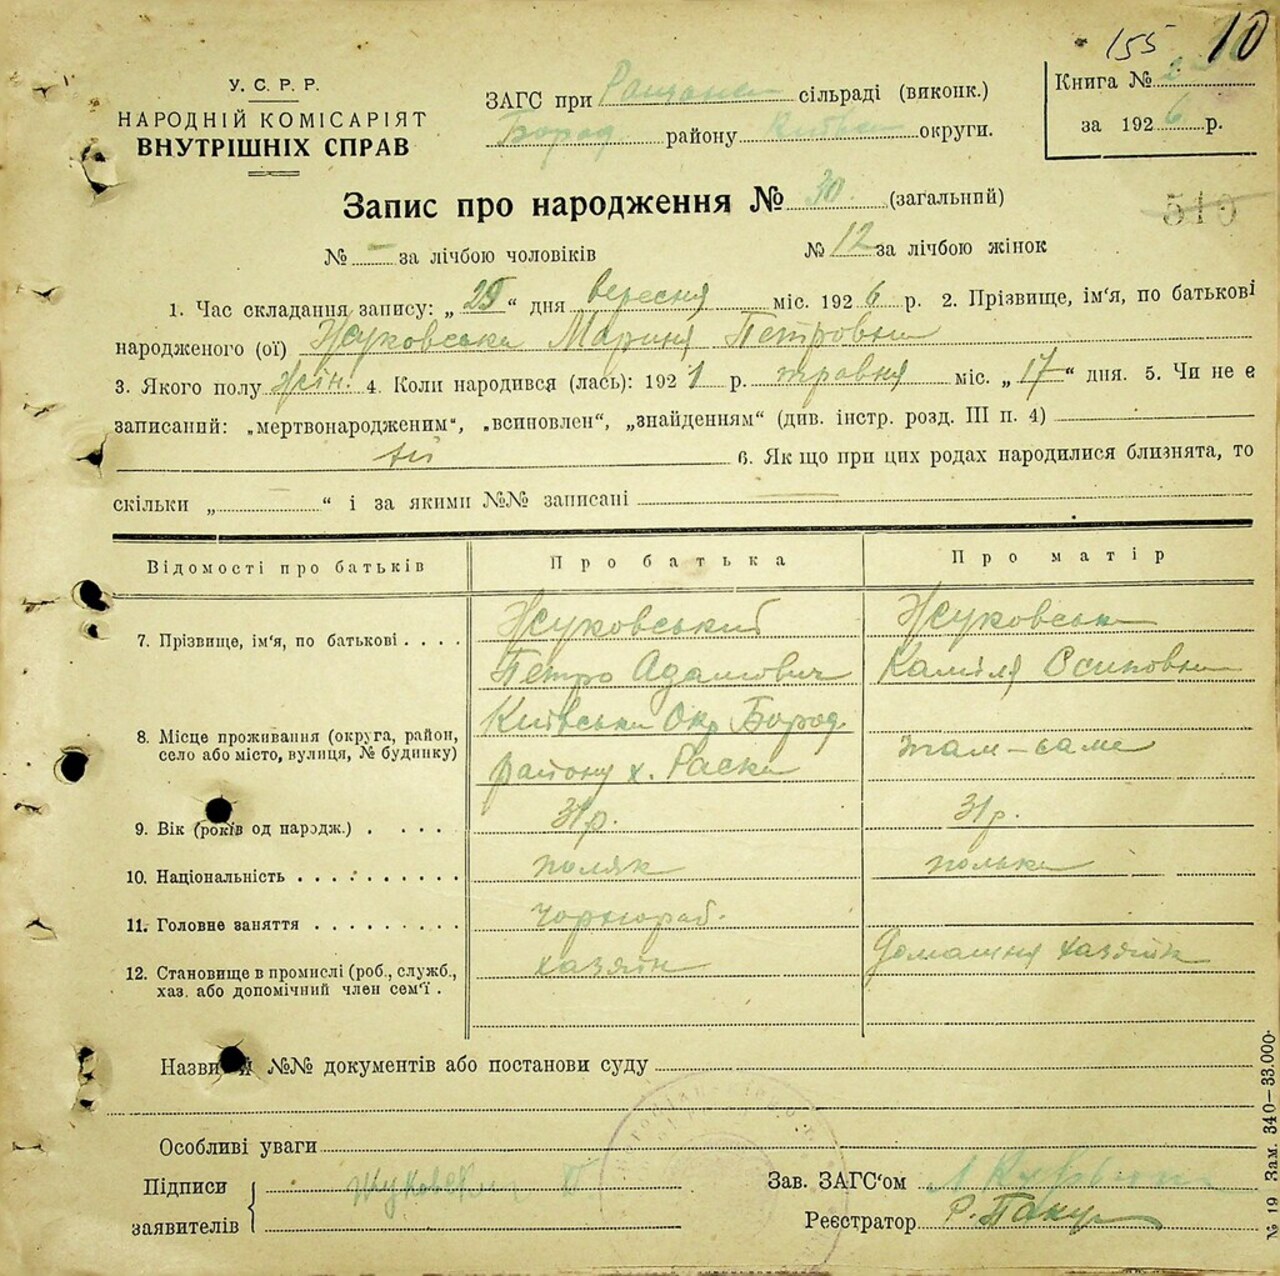 155 10
У. С. Р. Р.
НАРОДНІЙ КОМІСАРІЯТ
ВНУТРІШНІХ СПРАВ
ЗАГС при сільраді (виконк.)
Бород району Київськ округи.
Книга №
за 1926 р.
Запис про народження № 30 (загальний)
510
№ — за лічбою чоловіків № 12 за лічбою жінок
1. Час складання запису: „ 25 “ дня вересня міс. 1926 р. 2. Прізвище, ім‘я, по батькові
народженого (ої) Жуковська Марина Петровна
3. Якого полу жін. 4. Коли народився (лась): 1921 р. травня міс. „ 17 “ дня. 5. Чи не є
записаний: „мертвонародженим“, „всиновлен“, „знайденням“ (див. інстр. розд. III п. 4)
ні 6. Як що при цих родах народилися близнята, то
скільки „ — “ і за якими №№ записані —
Відомості про батьків Про батька Про матір
7. Прізвище, ім‘я, по батькові . . . . Жуковський Жуковська
Петро Адамович Каміля Осиповна
8. Місце проживання (округа, район, село або місто, вулиця, № будинку) Київська Окр Бород
району х. Раска там-саме
9. Вік (років од народж.) . . . . . 31р. 31р.
10. Національність . . . . . . . . . . поляк полька
11. Головне заняття . . . . . . . . . чорнораб.
12. Становище в промислі (роб., служб., хаз. або допомічний член сем‘ї . хазяїн Домашня хазяйк
Назви й №№ документів або постанови суду
Особливі уваги
Підписи заявителів Жуковский П
Зав. ЗАГС‘ом
Реєстратор Р.
№ 19 Зам. 340—33.000·